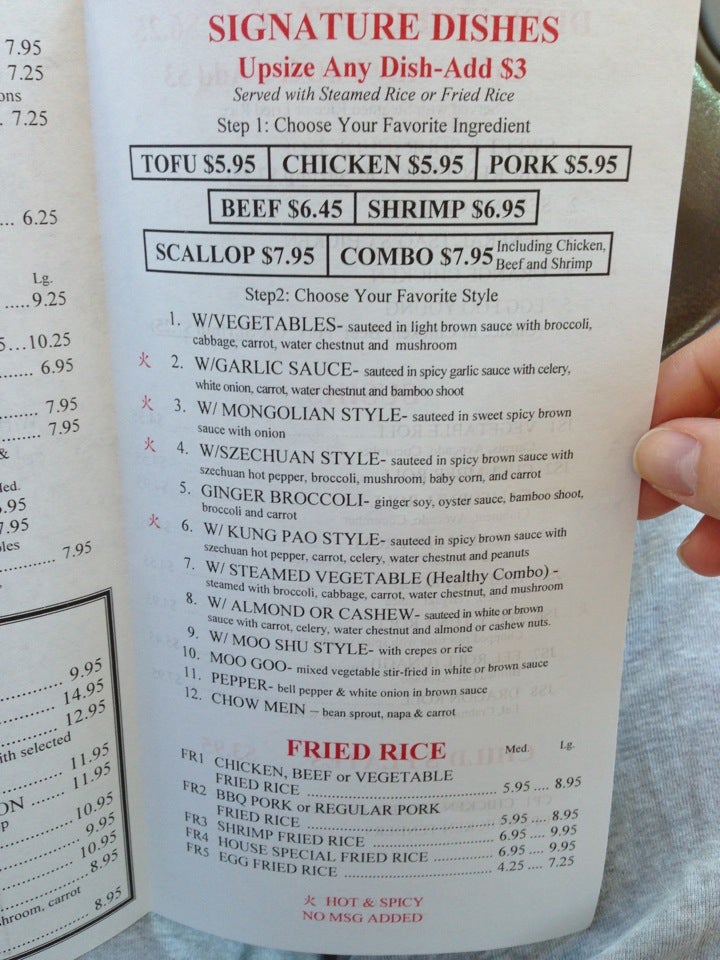 7.95
7.25
ons
. 7.25
... 6.25
Lg.
.....9.25
5...10.25
...... 6.95
.......... 7.95
.......... 7.95
&
ed.
.95
7.95
les
............ 7.95
.......... 9.95
.......... 14.95
.......... 12.95
ith selected
.......... 11.95
ON ...... 11.95
p
.......... 10.95
.......... 9.95
.......... 10.95
.......... 8.95
hroom, carrot
.......... 8.95
SIGNATURE DISHES
Upsize Any Dish-Add $3
Served with Steamed Rice or Fried Rice
Step 1: Choose Your Favorite Ingredient
TOFU $5.95 CHICKEN $5.95 PORK $5.95
BEEF $6.45 SHRIMP $6.95
SCALLOP $7.95 COMBO $7.95 Including Chicken,
Beef and Shrimp
Step2: Choose Your Favorite Style
1. W/VEGETABLES- sauteed in light brown sauce with broccoli,
cabbage, carrot, water chestnut and mushroom
火 2. W/GARLIC SAUCE- sauteed in spicy garlic sauce with celery,
white onion, carrot, water chestnut and bamboo shoot
火 3. W/ MONGOLIAN STYLE- sauteed in sweet spicy brown
sauce with onion
火 4. W/SZECHUAN STYLE- sauteed in spicy brown sauce with
szechuan hot pepper, broccoli, mushroom, baby corn, and carrot
5. GINGER BROCCOLI- ginger soy, oyster sauce, bamboo shoot,
broccoli and carrot
火 6. W/ KUNG PAO STYLE- sauteed in spicy brown sauce with
szechuan hot pepper, carrot, celery, water chestnut and peanuts
7. W/ STEAMED VEGETABLE (Healthy Combo) -
steamed with broccoli, cabbage, carrot, water chestnut, and mushroom
8. W/ ALMOND OR CASHEW- sauteed in white or brown
sauce with carrot, celery, water chestnut and almond or cashew nuts.
9. W/ MOO SHU STYLE- with crepes or rice
10. MOO GOO- mixed vegetable stir-fried in white or brown sauce
11. PEPPER- bell pepper & white onion in brown sauce
12. CHOW MEIN – bean sprout, napa & carrot
FRIED RICE Med. Lg.
FR1 CHICKEN, BEEF or VEGETABLE
FRIED RICE .......... 5.95 .... 8.95
FR2 BBQ PORK or REGULAR PORK
FRIED RICE .......... 5.95 .... 8.95
FR3 SHRIMP FRIED RICE .......... 6.95 .... 9.95
FR4 HOUSE SPECIAL FRIED RICE .......... 6.95 .... 9.95
FR5 EGG FRIED RICE .......... 4.25 .... 7.25
火 HOT & SPICY
NO MSG ADDED